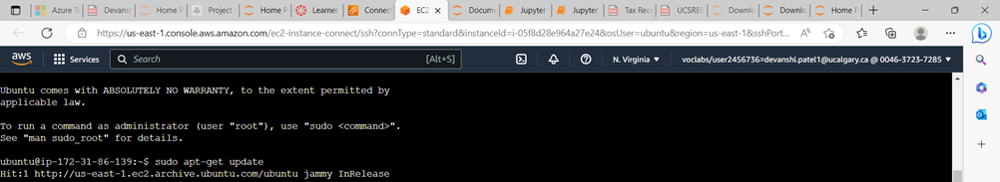 Azure T
Devansh
Home P
Project
Home P
Learner
Connec
EC2
Docume
Jupyter
Jupyter
Tax Rec
UCSREC
Downlo
Downlo
Home P
https://us-east-1.console.aws.amazon.com/ec2-instance-connect/ssh?connType=standard&instanceId=i-05f8d28e964a27e24&osUser=ubuntu&region=us-east-1&sshPort...
aws
Services
Search
[Alt+S]
N. Virginia
voclabs/user2456736=devanshi.patel1@ucalgary.ca @ 0046-3723-7285
Ubuntu comes with ABSOLUTELY NO WARRANTY, to the extent permitted by
applicable law.
To run a command as administrator (user "root"), use "sudo <command>".
See "man sudo_root" for details.
ubuntu@ip-172-31-86-139:~$ sudo apt-get update
Hit:1 http://us-east-1.ec2.archive.ubuntu.com/ubuntu jammy InRelease